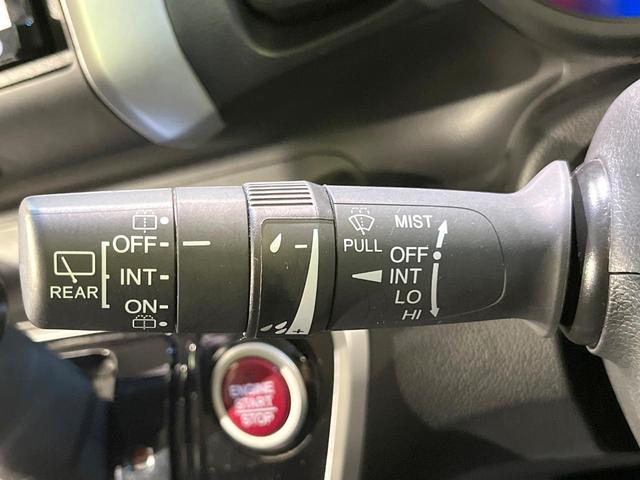 OFF
INT
ON
REAR
PULL
MIST
OFF
INT
LO
HI
ENGINE
START
STOP